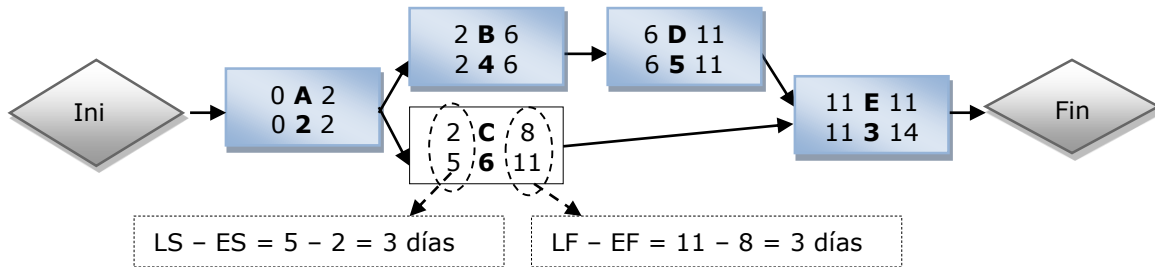 Ini
0 A 2
0 2 2
2 B 6
2 4 6
6 D 11
6 5 11
2 C 8
5 6 11
11 E 11
11 3 14
Fin
LS – ES = 5 – 2 = 3 días
LF – EF = 11 – 8 = 3 días